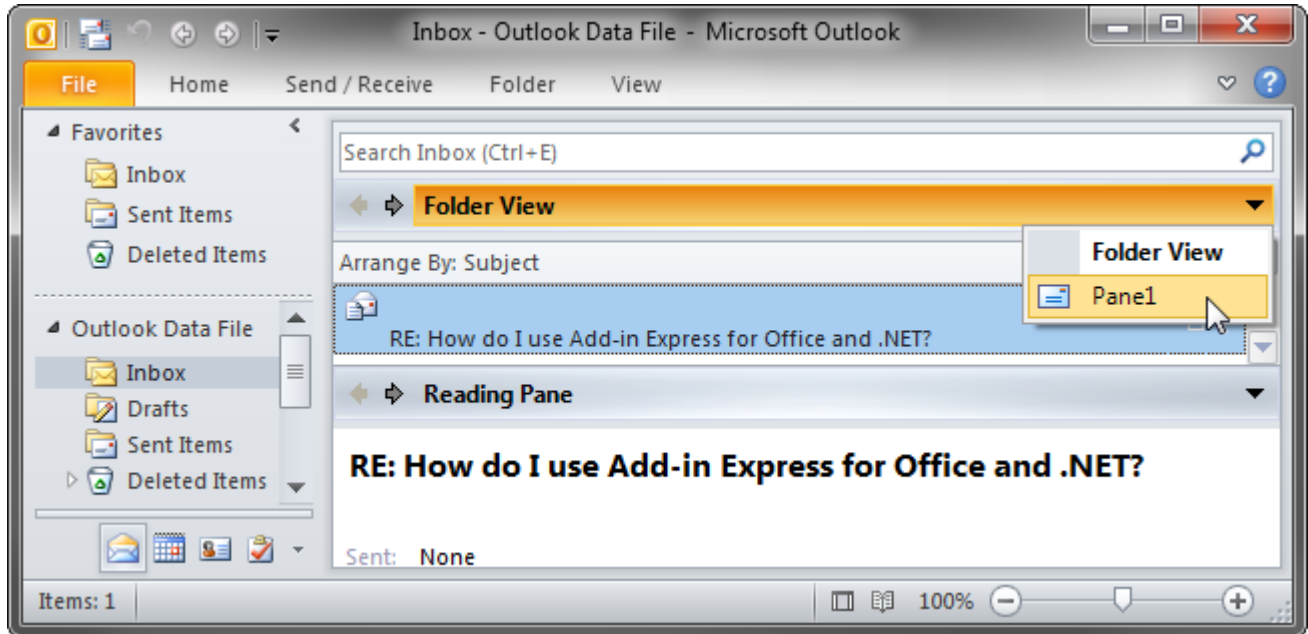 Inbox - Outlook Data File - Microsoft Outlook
File Home Send / Receive Folder View
Favorites
Inbox
Sent Items
Deleted Items
Outlook Data File
Inbox
Drafts
Sent Items
Deleted Items
Search Inbox (Ctrl+E)
Folder View
Folder View
Pane1
Arrange By: Subject
RE: How do I use Add-in Express for Office and .NET?
Reading Pane
RE: How do I use Add-in Express for Office and .NET?
Sent: None
Items: 1
100%